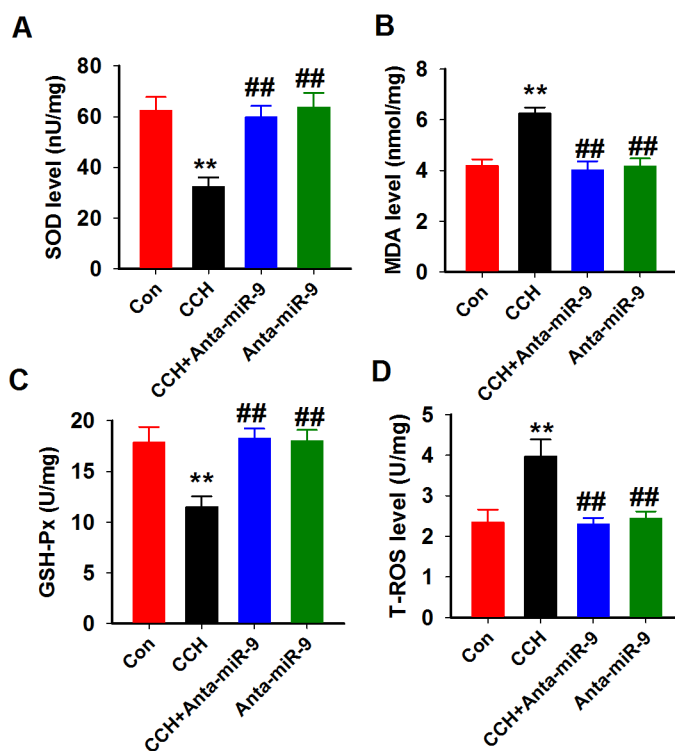 A
SOD level (nU/mg)
80
60
40
20
0
**
##
##
Con
CCH
CCH+Anta-miR-9
Anta-miR-9
B
MDA level (nmol/mg)
8
6
4
2
0
**
##
##
Con
CCH
CCH+Anta-miR-9
Anta-miR-9
C
GSH-Px (U/mg)
20
15
10
5
0
**
##
##
Con
CCH
CCH+Anta-miR-9
Anta-miR-9
D
T-ROS level (U/mg)
5
4
3
2
1
0
**
##
##
Con
CCH
CCH+Anta-miR-9
Anta-miR-9